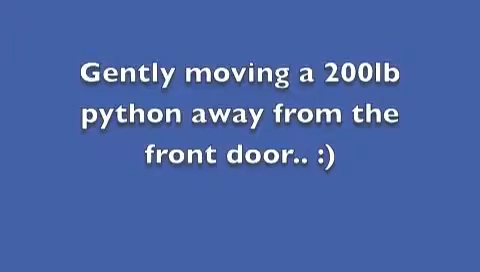 Gently moving a 200lb
python away from the
front door.. :)